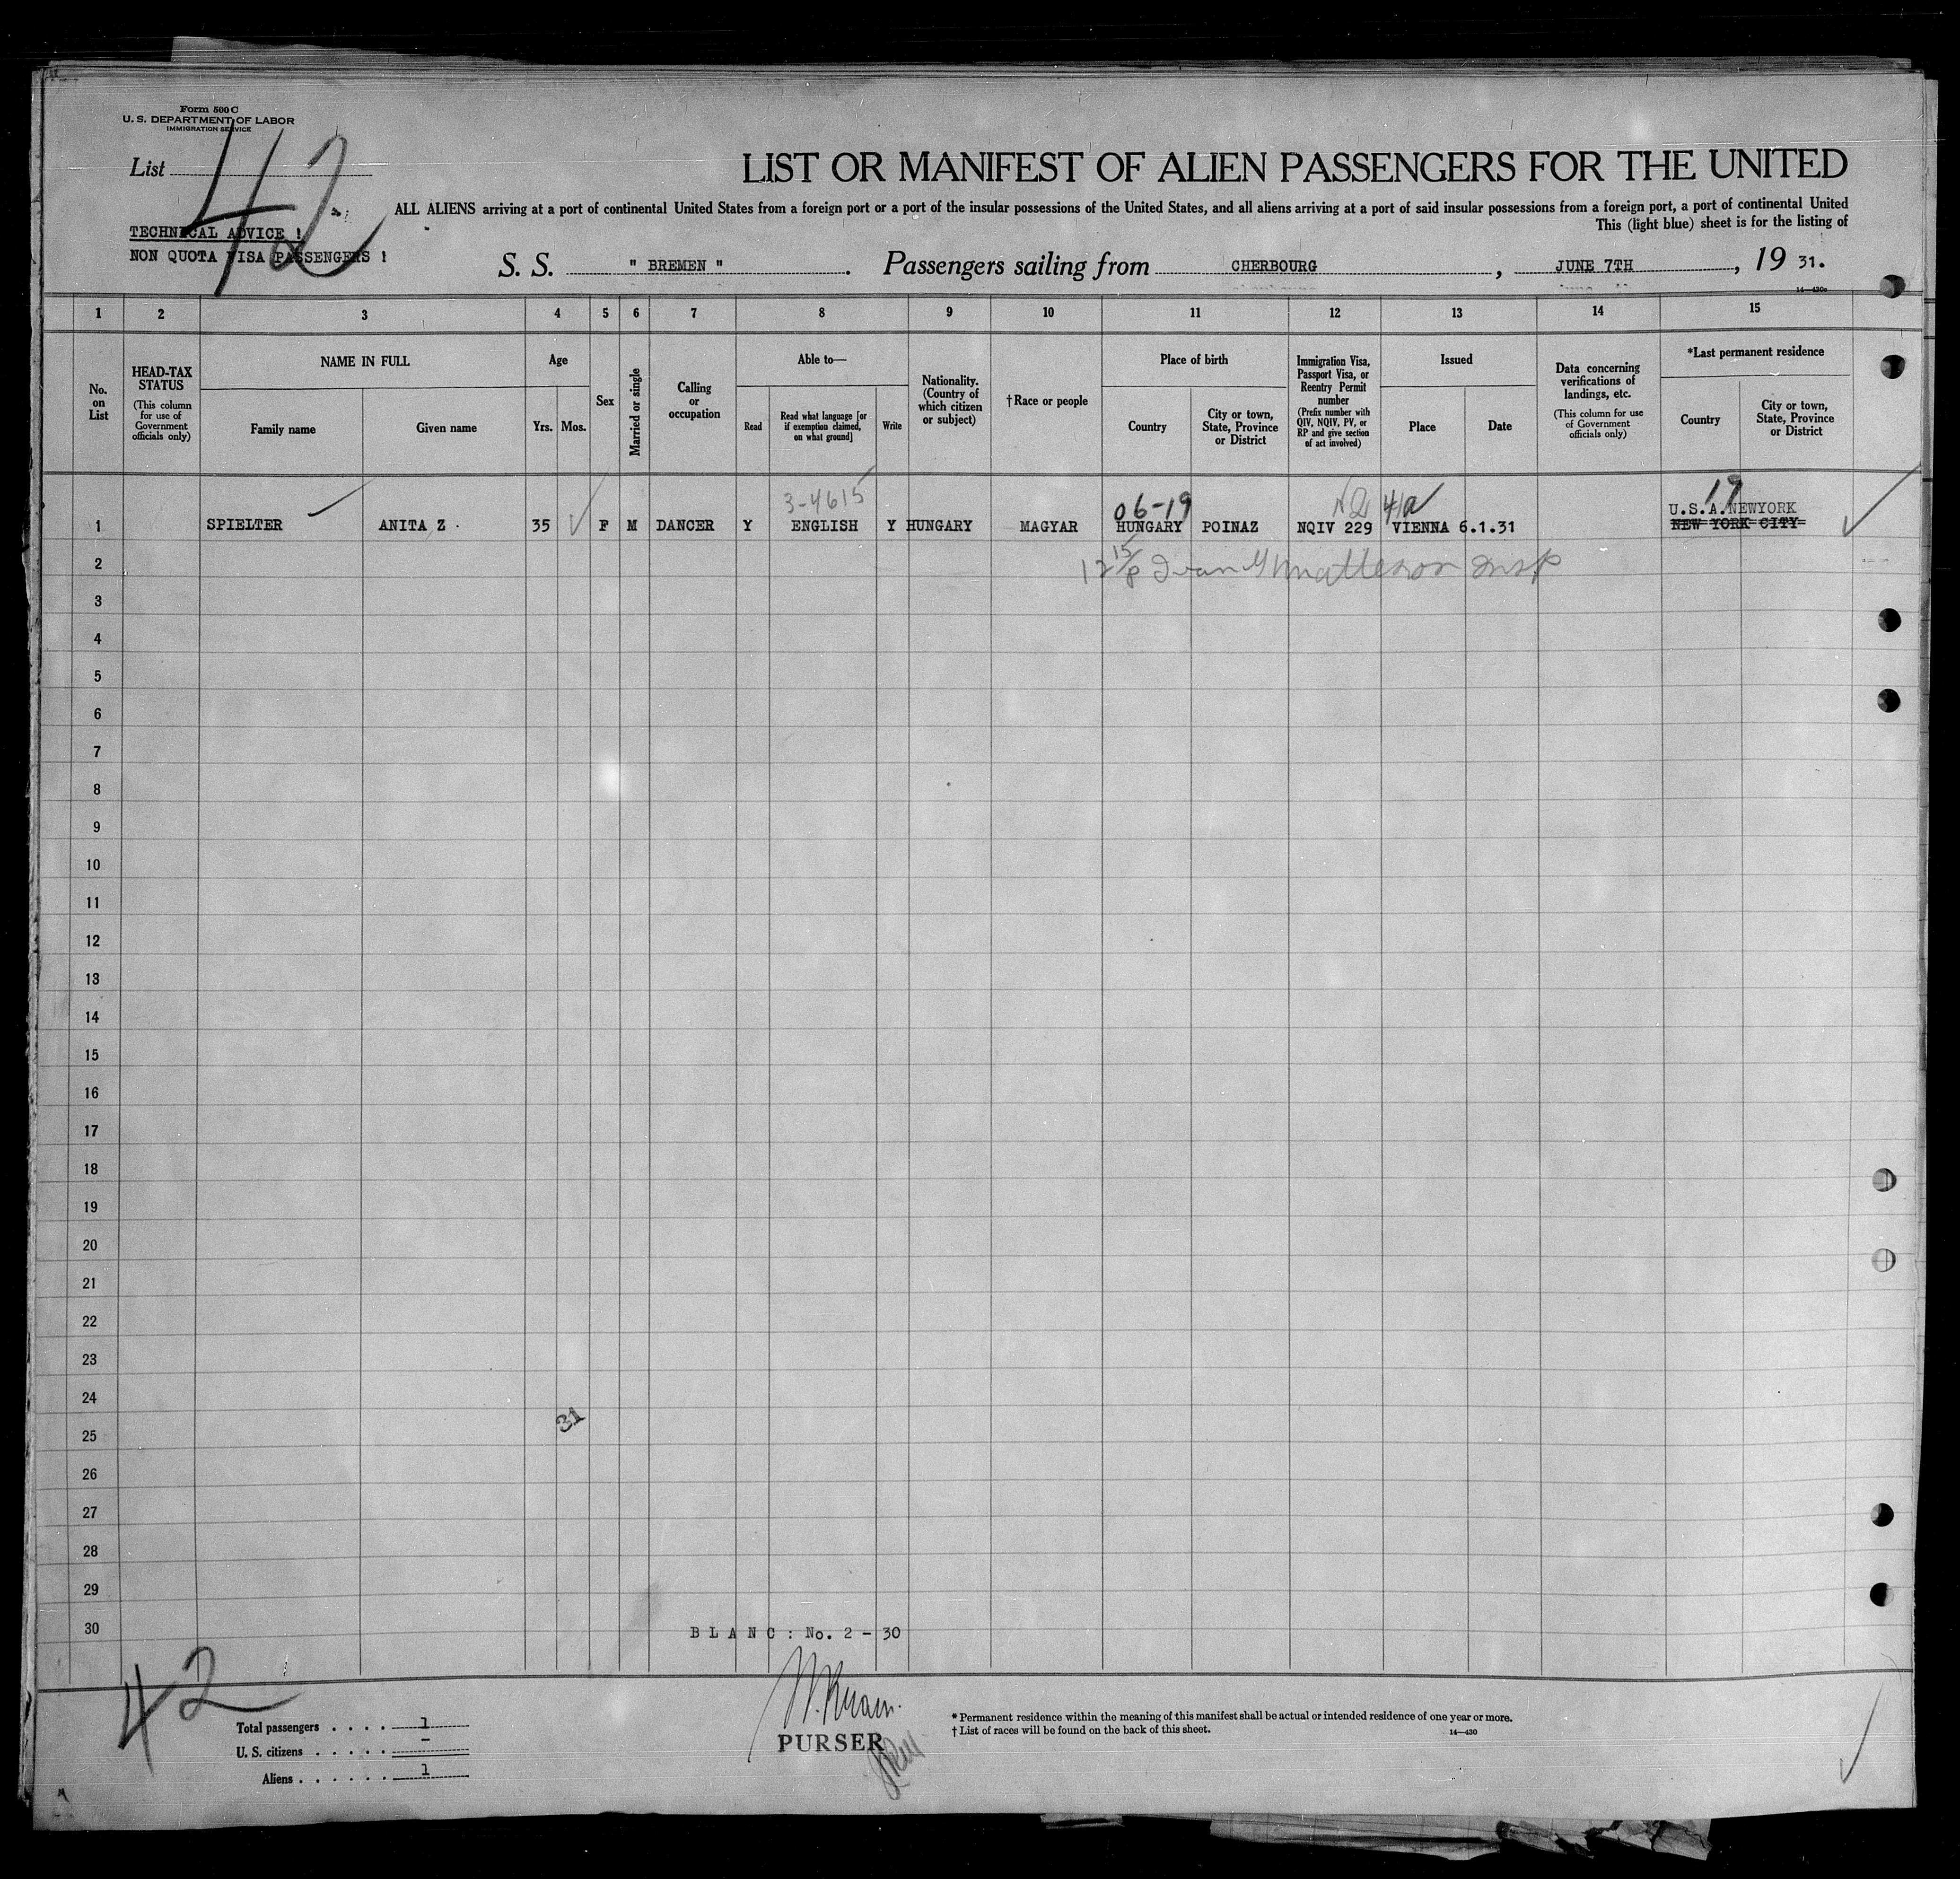 Form 500 C
U. S. DEPARTMENT OF LABOR
IMMIGRATION SERVICE
List 42
LIST OR MANIFEST OF ALIEN PASSENGERS FOR THE UNITED
ALL ALIENS arriving at a port of continental United States from a foreign port or a port of the insular possessions of the United States, and all aliens arriving at a port of said insular possessions from a foreign port, a port of continental United
This (light blue) sheet is for the listing of
TECHNICAL ADVICE !
NON QUOTA VISA PASSENGERS !
S. S. " BREMEN ". Passengers sailing from CHERBOURG, JUNE 7TH, 19 31.
14—430c
1 2 3 4 5 6 7 8 9 10 11 12 13 14 15
No. on List
HEAD-TAX STATUS (This column for use of Government officials only)
NAME IN FULL
Family name
Given name
Age
Yrs.
Mos.
Sex
Married or single
Calling or occupation
Able to—
Read
Read what language [or if exemption claimed, on what ground]
Write
Nationality. (Country of which citizen or subject)
†Race or people
Place of birth
Country
City or town, State, Province or District
Immigration Visa, Passport Visa, or Reentry Permit number (Prefix number with QIV, NQIV, PV, or RP and give section of act involved)
Issued
Place
Date
Data concerning verifications of landings, etc. (This column for use of Government officials only)
*Last permanent residence
Country
City or town, State, Province or District
3-4615 06-19 ND 4/a 19
U.S.A. NEWYORK
1 SPIELTER ANITA Z . 35 F M DANCER Y ENGLISH Y HUNGARY MAGYAR HUNGARY POINAZ NQIV 229 VIENNA 6.1.31 NEW YORK CITY
2 12 15/p Ivan G Matteson Insp
3
4
5
6
7
8
9
10
11
12
13
14
15
16
17
18
19
20
21
22
23
24
31
25
26
27
28
29
30
BLANC: No. 2 - 30
42
Total passengers . . . . 1
U. S. citizens . . . . . -
Aliens . . . . . . 1
PURSER
* Permanent residence within the meaning of this manifest shall be actual or intended residence of one year or more.
† List of races will be found on the back of this sheet.
14—430